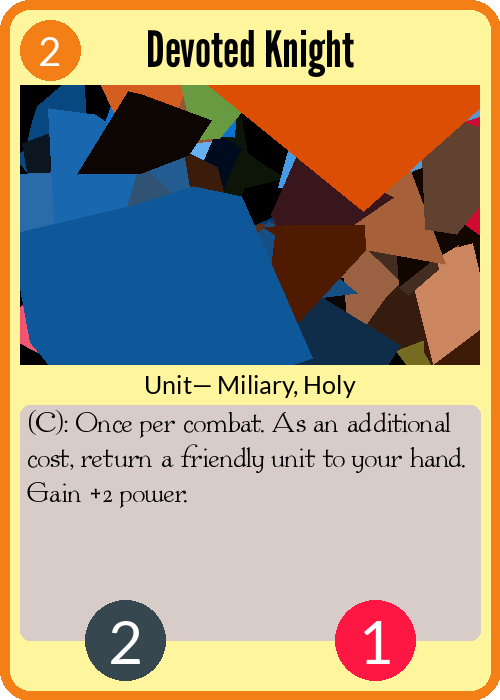 2
Devoted Knight
Unit— Miliary, Holy
(C): Once per combat. As an additional
cost, return a friendly unit to your hand.
Gain +2 power.
2
1